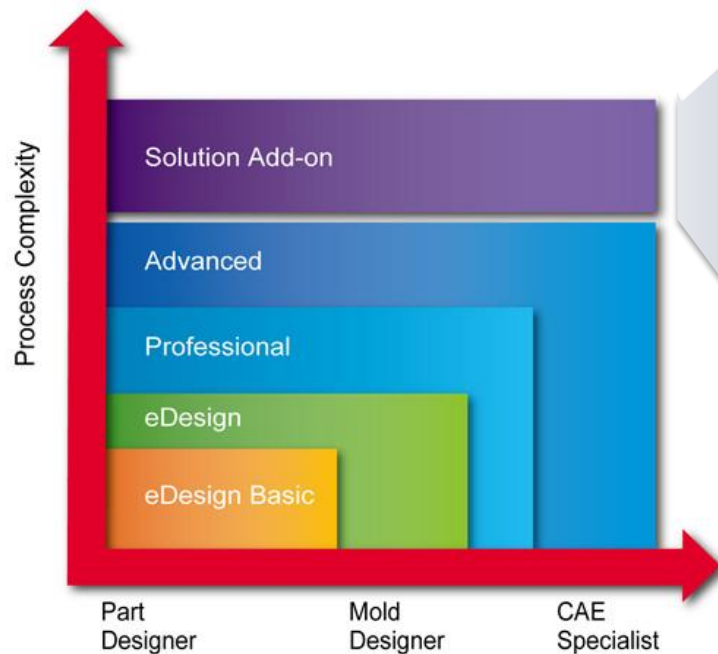 Process Complexity
Solution Add-on
Advanced
Professional
eDesign
eDesign Basic
Part
Designer
Mold
Designer
CAE
Specialist